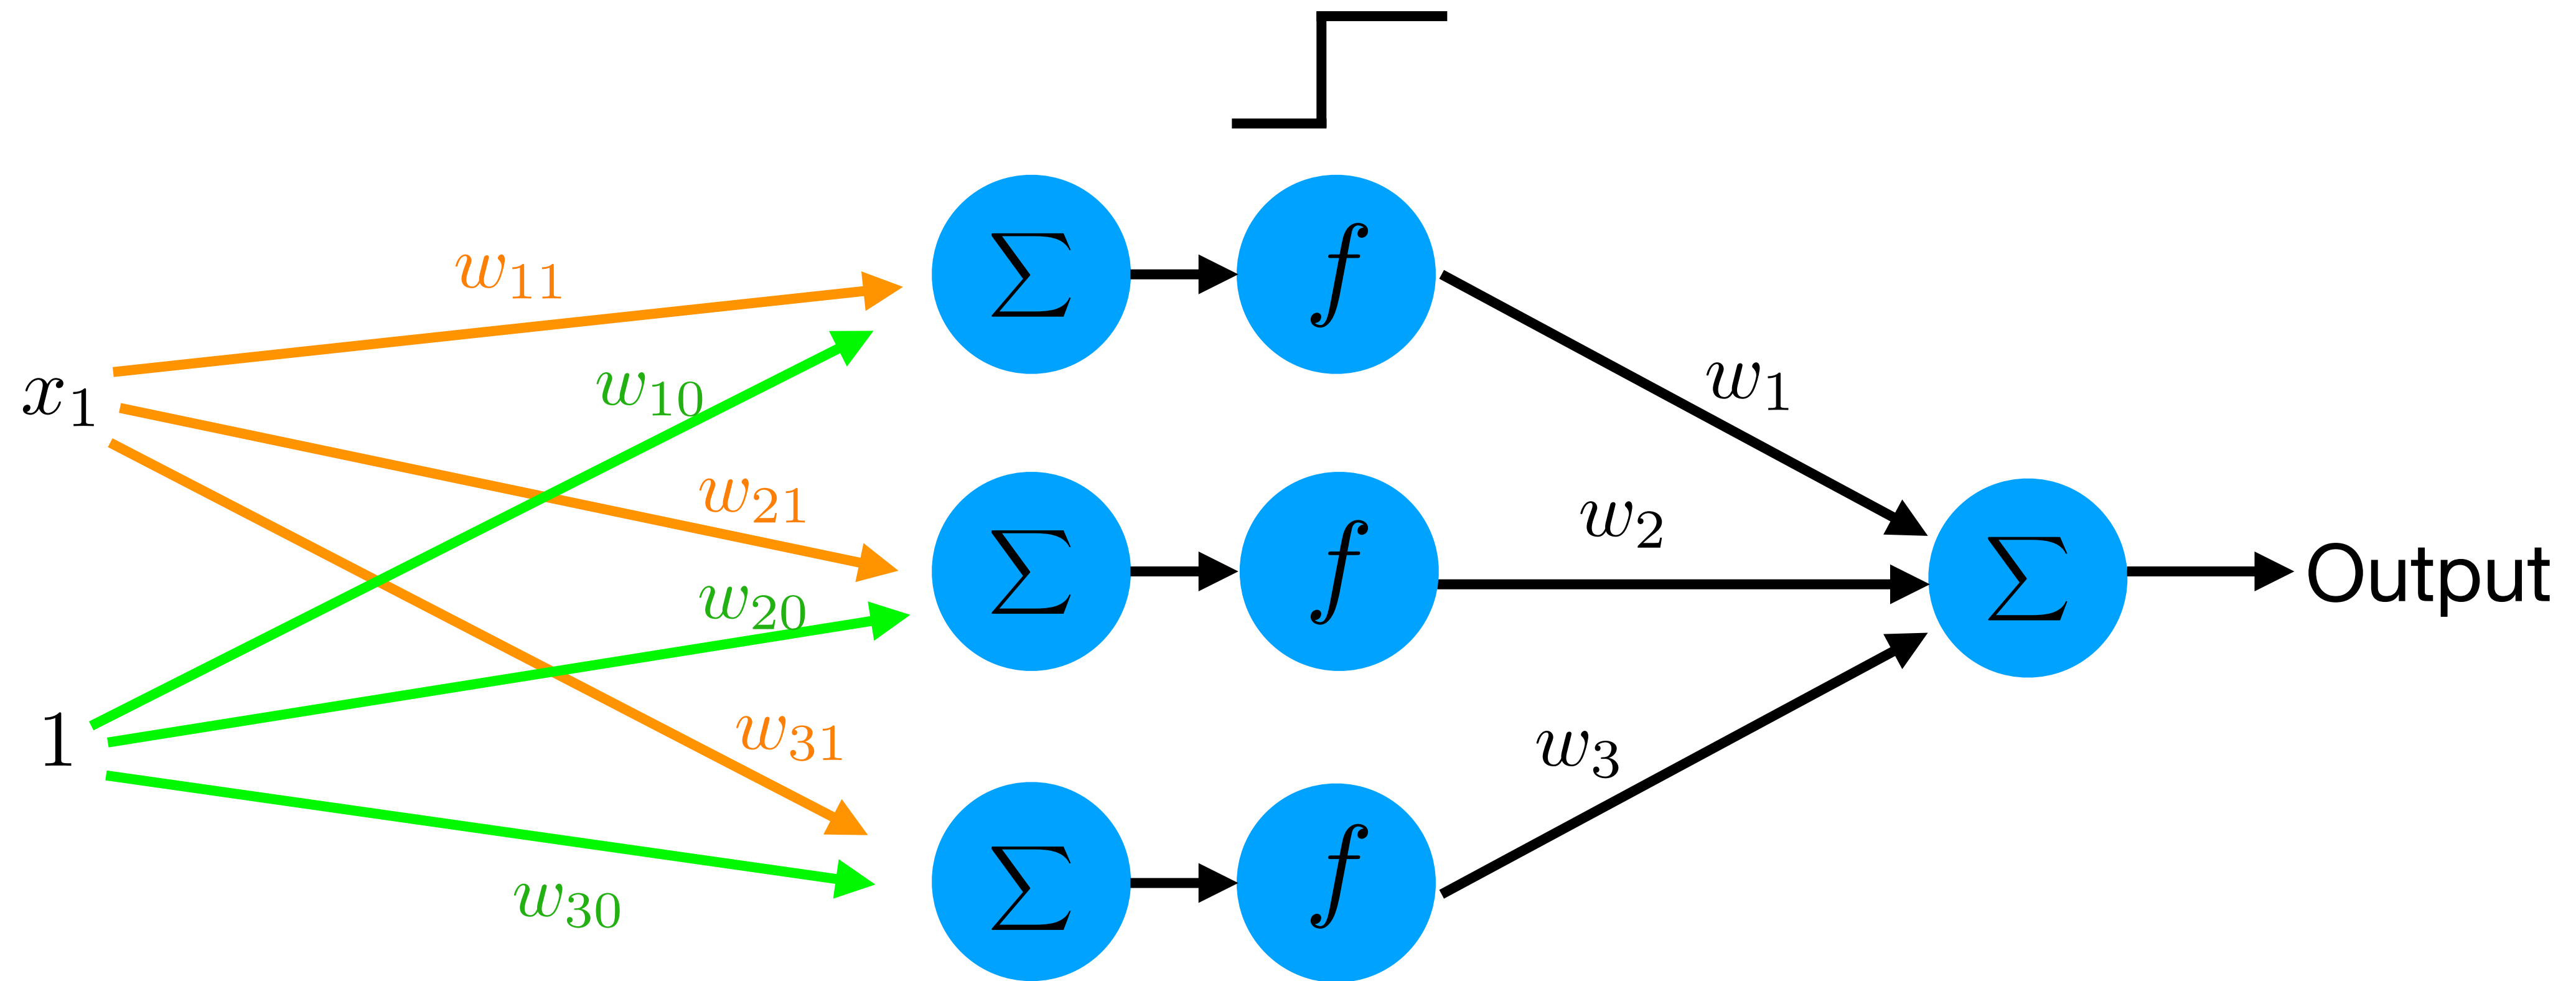 w₁₁
Σ
f
w₁
x₁
w₁₀
w₂₁
Σ
f
w₂
Σ
Output
w₂₀
1
w₃₁
w₃
Σ
f
w₃₀